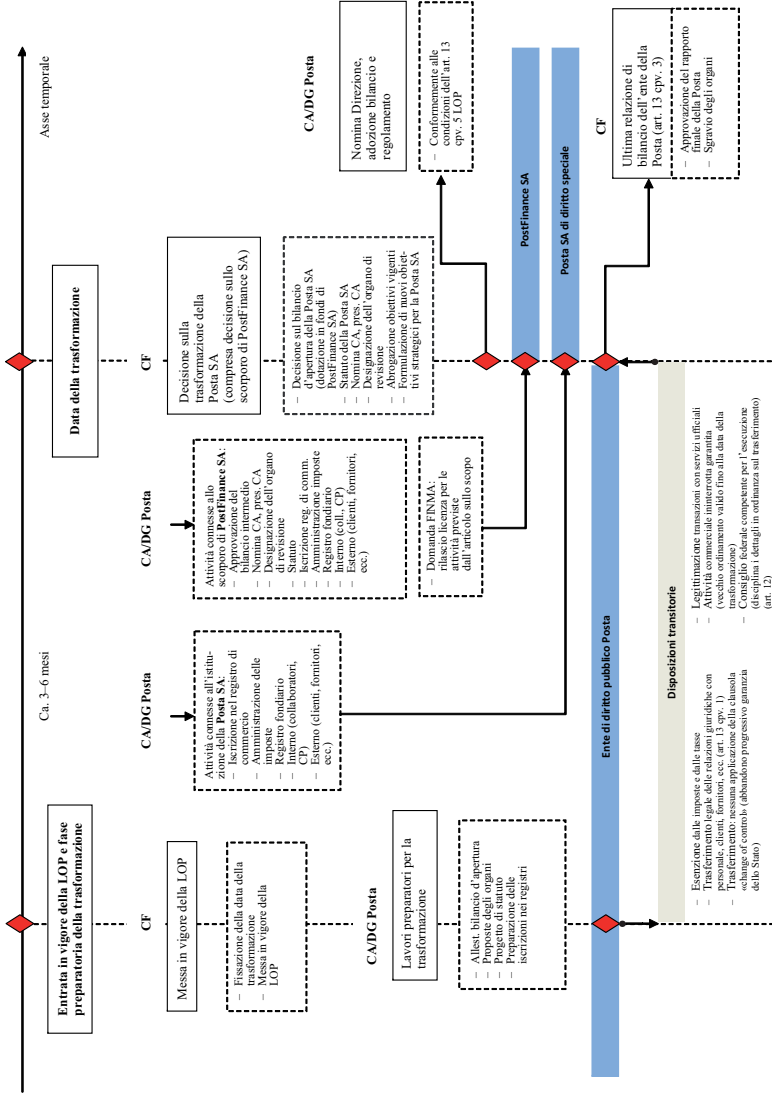 Asse temporale
Ca. 3–6 mesi
Entrata in vigore della LOP e fase
preparatoria della trasformazione
CF
Messa in vigore della LOP
– Fissazione della data della
trasformazione
– Messa in vigore della
LOP
CA/DG Posta
Lavori preparatori per la
trasformazione
– Allest. bilancio d’apertura
– Proposte degli organi
– Progetto di statuto
– Preparazione delle
iscrizioni nei registri
CA/DG Posta
Attività connesse all’istitu-
zione della Posta SA:
– Iscrizione nel registro di
commercio
– Amministrazione delle
imposte
– Registro fondiario
– Interno (collaboratori,
CP)
– Esterno (clienti, fornitori,
ecc.)
CA/DG Posta
Attività connesse allo
scorporo di PostFinance SA:
– Approvazione del
bilancio intermedio
– Nomina CA, pres. CA
– Designazione dell’organo
di revisione
– Statuto
– Iscrizione reg. di comm.
– Amministrazione imposte
– Registro fondiario
– Interno (coll., CP)
– Esterno (clienti, fornitori,
ecc.)
– Domanda FINMA:
rilascio licenza per le
attività previste
dall’articolo sullo scopo
Data della trasformazione
CF
Decisione sulla
trasformazione della
Posta SA
(compresa decisione sullo
scorporo di PostFinance SA)
– Decisione sul bilancio
d’apertura della Posta SA
(dotazione in fondi di
PostFinance SA)
– Statuto della Posta SA
– Nomina CA, pres. CA
– Designazione dell’organo di
revisione
– Abrogazione obiettivi vigenti
– Formulazione di nuovi obiet-
tivi strategici per la Posta SA
CA/DG Posta
Nomina Direzione,
adozione bilancio e
regolamento
– Conformemente alle
condizioni dell’art. 13
cpv. 5 LOP
PostFinance SA
Posta SA di diritto speciale
CF
Ultima relazione di
bilancio dell’ente della
Posta (art. 13 cpv. 3)
– Approvazione del rapporto
finale della Posta
– Sgravio degli organi
Ente di diritto pubblico Posta
Disposizioni transitorie
– Esenzione dalle imposte e dalle tasse
– Trasferimento legale delle relazioni giuridiche con
personale, clienti, fornitori, ecc. (art. 13 cpv. 1)
– Trasferimento: nessuna applicazione della clausola
«change of control» (abbandono progressivo garanzia
dello Stato)
– Legittimazione transazioni con servizi ufficiali
– Attività commerciale ininterrotta garantita
(vecchio ordinamento valido fino alla data della
trasformazione)
– Consiglio federale competente per l’esecuzione
(disciplina i dettagli in ordinanza sul trasferimento)
(art. 12)